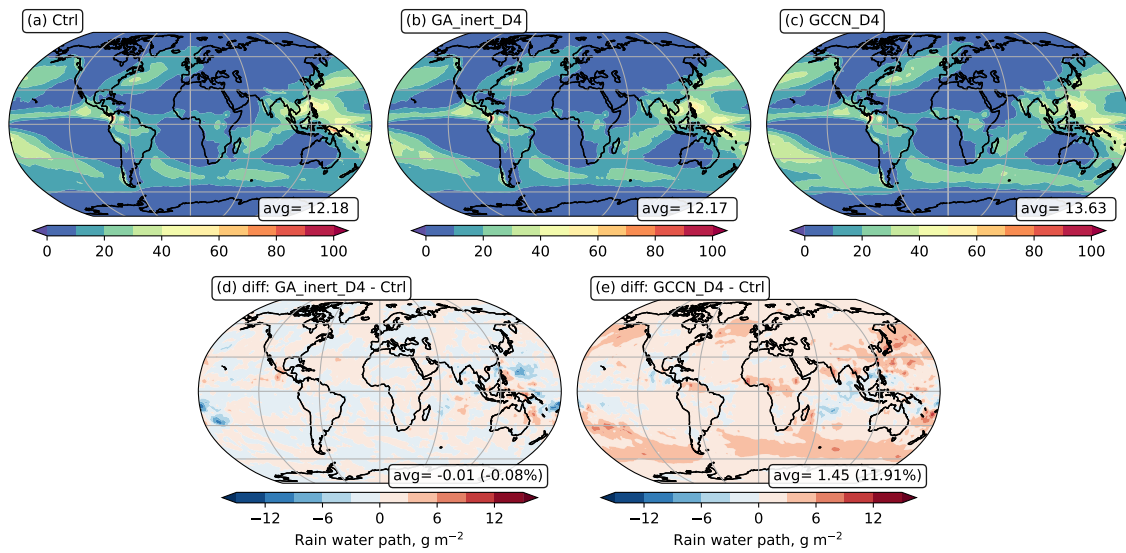 (a) Ctrl
(b) GA_inert_D4
(c) GCCN_D4
avg= 12.18
avg= 12.17
avg= 13.63
0 20 40 60 80 100
0 20 40 60 80 100
0 20 40 60 80 100
(d) diff: GA_inert_D4 - Ctrl
(e) diff: GCCN_D4 - Ctrl
avg= -0.01 (-0.08%)
avg= 1.45 (11.91%)
−12 −6 0 6 12
−12 −6 0 6 12
Rain water path, g m⁻²
Rain water path, g m⁻²